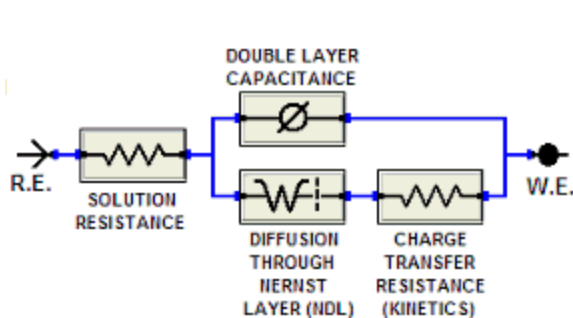 DOUBLE LAYER
CAPACITANCE
R.E.
SOLUTION
RESISTANCE
W.E.
DIFFUSION
THROUGH
NERNST
LAYER (NDL)
CHARGE
TRANSFER
RESISTANCE
(KINETICS)